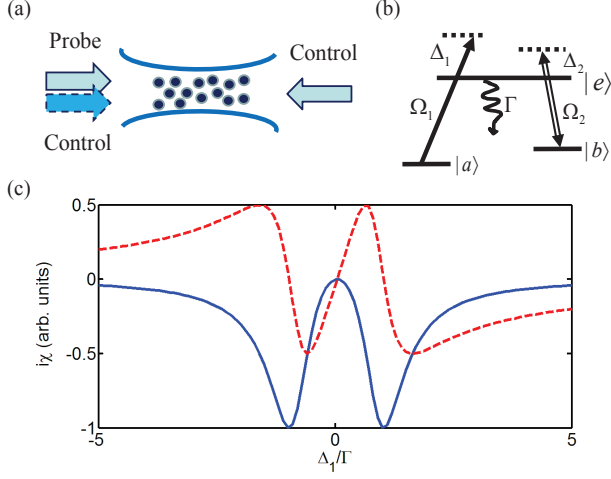 (a)
Probe
Control
Control
(b)
Δ₁
Δ₂
|e⟩
Ω₁
Γ
Ω₂
|a⟩
|b⟩
(c)
iχ (arb. units)
0.5
0
-0.5
-1
-5
0
5
Δ₁/Γ